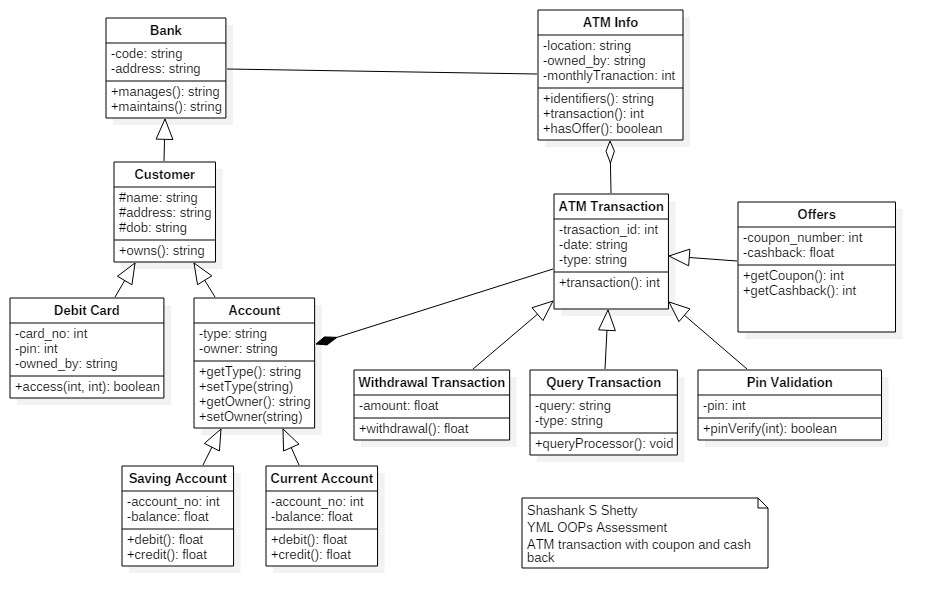 Bank
-code: string
-address: string
+manages(): string
+maintains(): string
ATM Info
-location: string
-owned_by: string
-monthlyTranaction: int
+identifiers(): string
+transaction(): int
+hasOffer(): boolean
Customer
#name: string
#address: string
#dob: string
+owns(): string
ATM Transaction
-trasaction_id: int
-date: string
-type: string
+transaction(): int
Offers
-coupon_number: int
-cashback: float
+getCoupon(): int
+getCashback(): int
Debit Card
-card_no: int
-pin: int
-owned_by: string
+access(int, int): boolean
Account
-type: string
-owner: string
+getType(): string
+setType(string)
+getOwner(): string
+setOwner(string)
Withdrawal Transaction
-amount: float
+withdrawal(): float
Query Transaction
-query: string
-type: string
+queryProcessor(): void
Pin Validation
-pin: int
+pinVerify(int): boolean
Saving Account
-account_no: int
-balance: float
+debit(): float
+credit(): float
Current Account
-account_no: int
-balance: float
+debit(): float
+credit(): float
Shashank S Shetty
YML OOPs Assessment
ATM transaction with coupon and cash
back